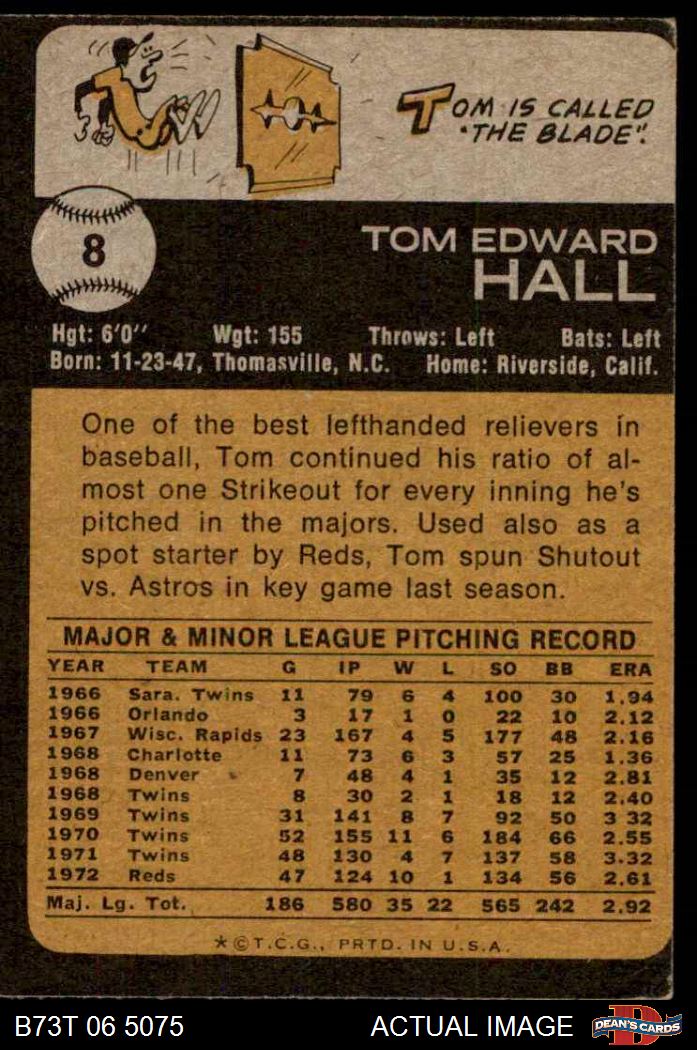 TOM IS CALLED
"THE BLADE".
8
TOM EDWARD
HALL
Hgt: 6'0" Wgt: 155 Throws: Left Bats: Left
Born: 11-23-47, Thomasville, N.C. Home: Riverside, Calif.
One of the best lefthanded relievers in
baseball, Tom continued his ratio of al-
most one Strikeout for every inning he's
pitched in the majors. Used also as a
spot starter by Reds, Tom spun Shutout
vs. Astros in key game last season.
MAJOR & MINOR LEAGUE PITCHING RECORD
YEAR TEAM G IP W L SO BB ERA
1966 Sara. Twins 11 79 6 4 100 30 1.94
1966 Orlando 3 17 1 0 22 10 2.12
1967 Wisc. Rapids 23 167 4 5 177 48 2.16
1968 Charlotte 11 73 6 3 57 25 1.36
1968 Denver 7 48 4 1 35 12 2.81
1968 Twins 8 30 2 1 18 12 2.40
1969 Twins 31 141 8 7 92 50 3 32
1970 Twins 52 155 11 6 184 66 2.55
1971 Twins 48 130 4 7 137 58 3.32
1972 Reds 47 124 10 1 134 56 2.61
Maj. Lg. Tot. 186 580 35 22 565 242 2.92
*©T.C.G., PRTD. IN U.S.A.
B73T 06 5075 ACTUAL IMAGE D DEAN'S CARDS